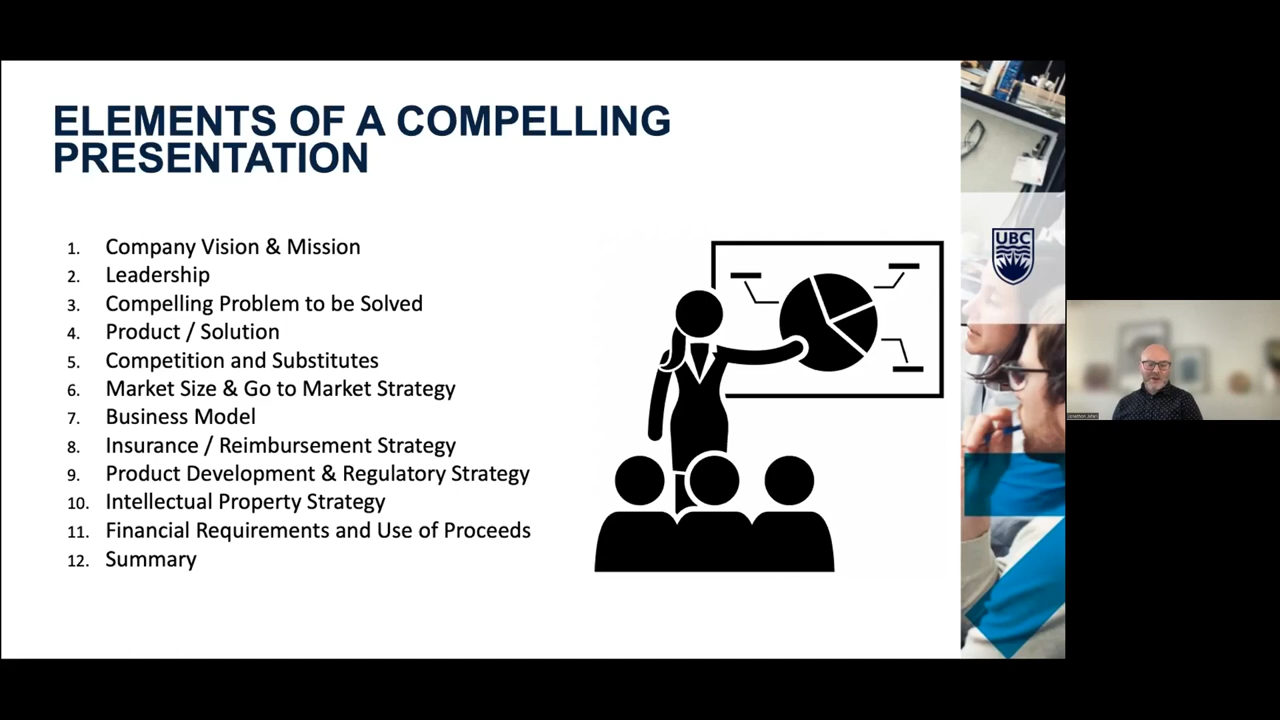 ELEMENTS OF A COMPELLING
PRESENTATION
1. Company Vision & Mission
2. Leadership
3. Compelling Problem to be Solved
4. Product / Solution
5. Competition and Substitutes
6. Market Size & Go to Market Strategy
7. Business Model
8. Insurance / Reimbursement Strategy
9. Product Development & Regulatory Strategy
10. Intellectual Property Strategy
11. Financial Requirements and Use of Proceeds
12. Summary
UBC